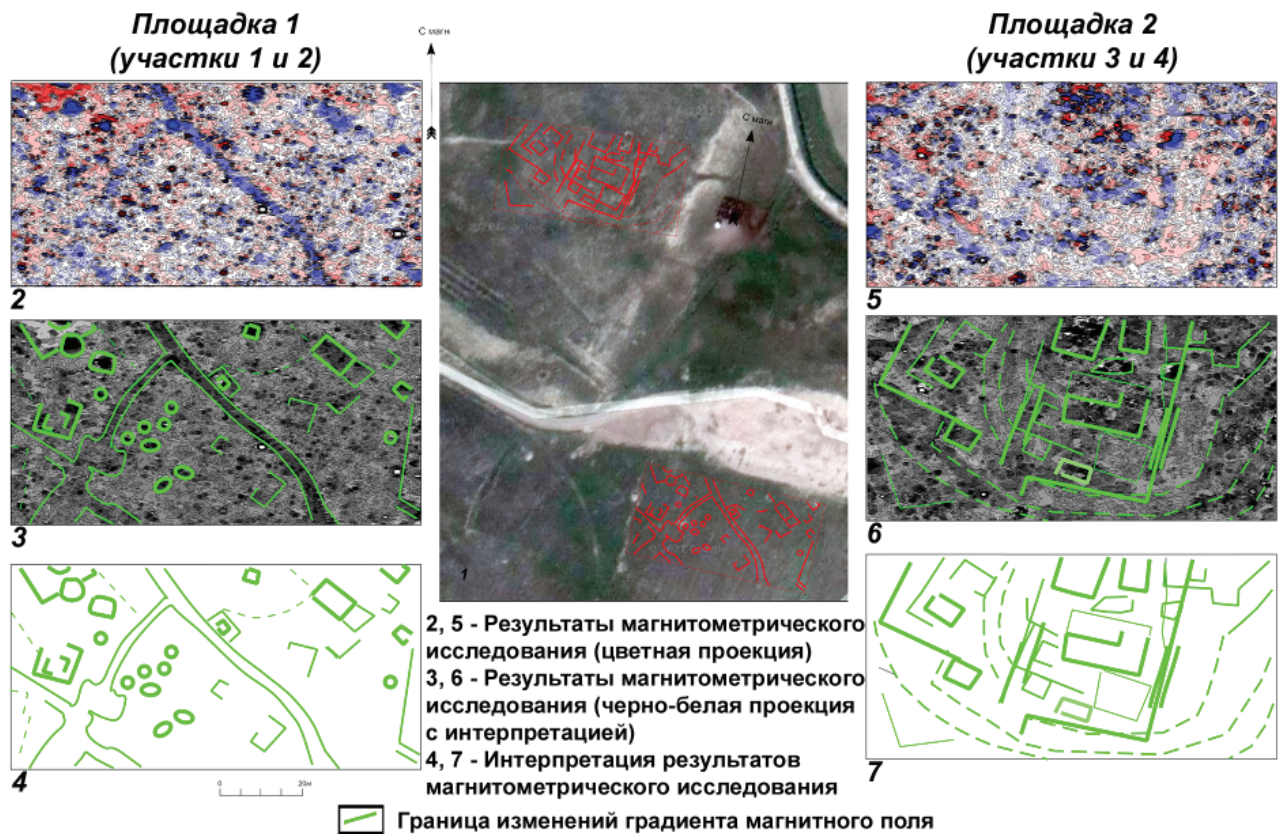 Площадка 1
(участки 1 и 2)
С магн
Площадка 2
(участки 3 и 4)
С магн
2
5
3
6
1
4
7
0 20м
2, 5 - Результаты магнитометрического
исследования (цветная проекция)
3, 6 - Результаты магнитометрического
исследования (черно-белая проекция
с интерпретацией)
4, 7 - Интерпретация результатов
магнитометрического исследования
Граница изменений градиента магнитного поля